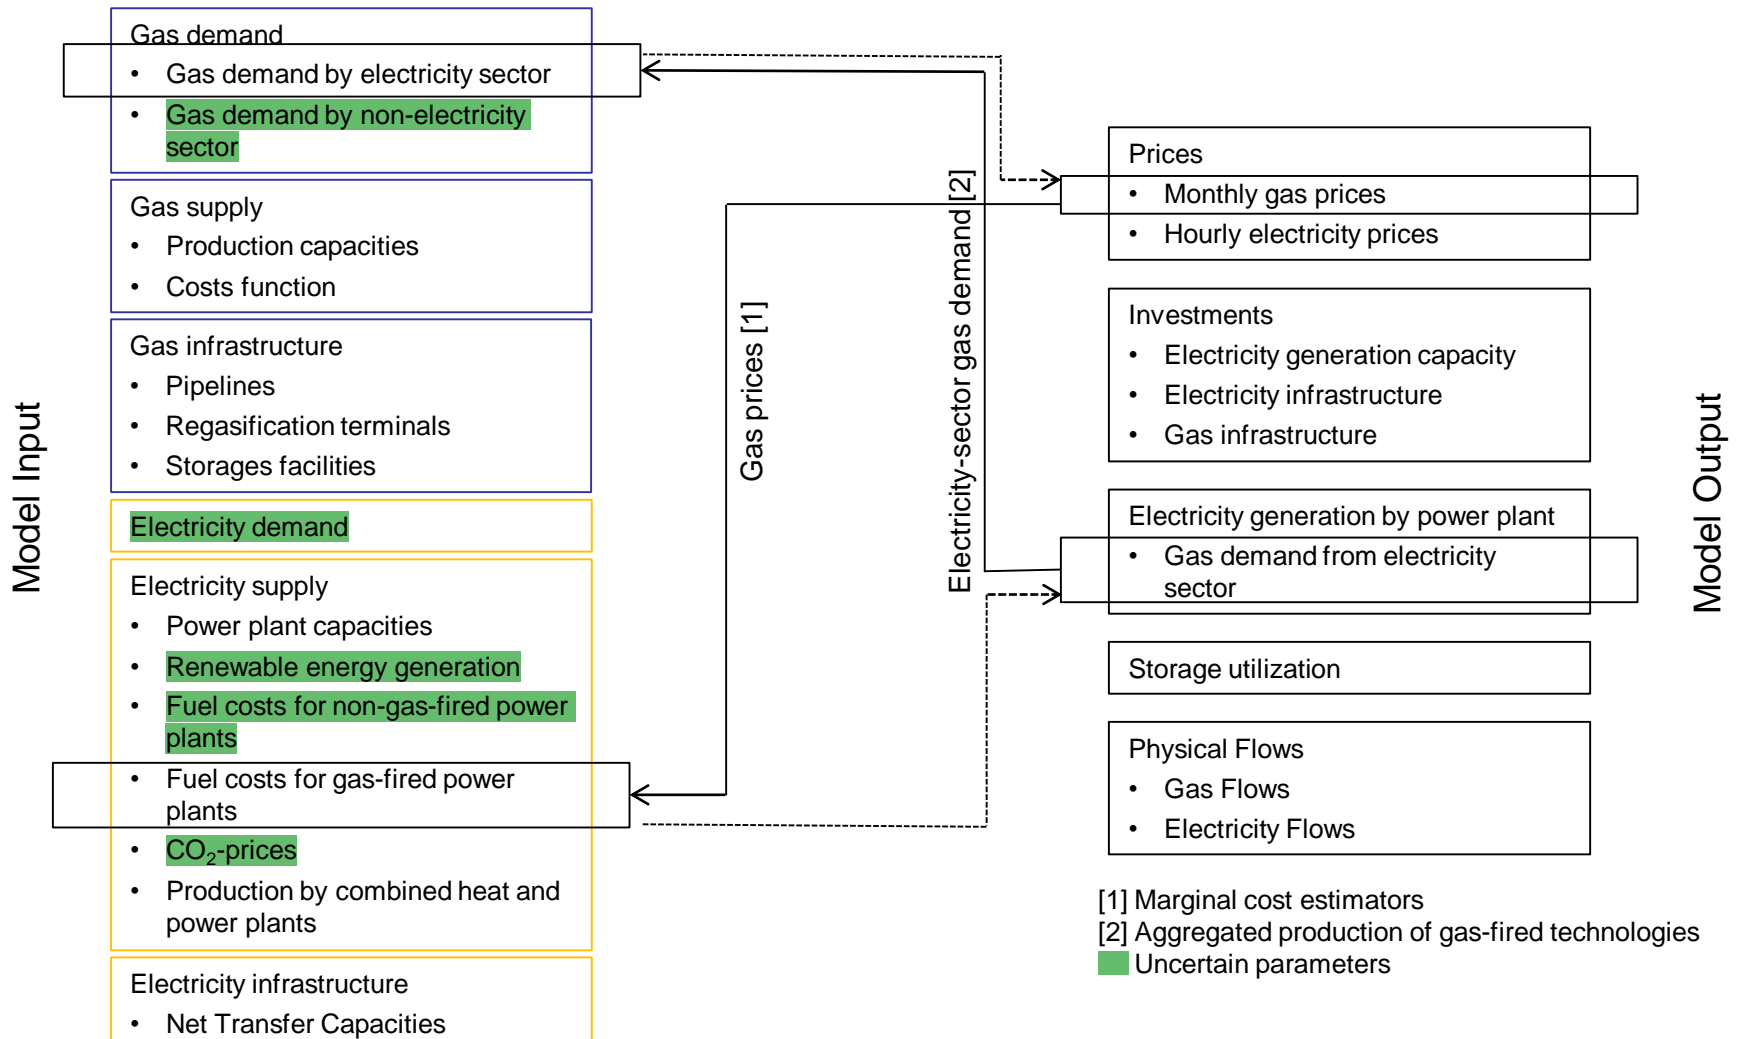 Model Input
Gas demand
• Gas demand by electricity sector
• Gas demand by non-electricity
sector
Gas supply
• Production capacities
• Costs function
Gas infrastructure
• Pipelines
• Regasification terminals
• Storages facilities
Electricity demand
Electricity supply
• Power plant capacities
• Renewable energy generation
• Fuel costs for non-gas-fired power
plants
• Fuel costs for gas-fired power
plants
• CO₂-prices
• Production by combined heat and
power plants
Electricity infrastructure
• Net Transfer Capacities
Gas prices [1]
Electricity-sector gas demand [2]
Prices
• Monthly gas prices
• Hourly electricity prices
Investments
• Electricity generation capacity
• Electricity infrastructure
• Gas infrastructure
Electricity generation by power plant
• Gas demand from electricity
sector
Storage utilization
Physical Flows
• Gas Flows
• Electricity Flows
Model Output
[1] Marginal cost estimators
[2] Aggregated production of gas-fired technologies
Uncertain parameters